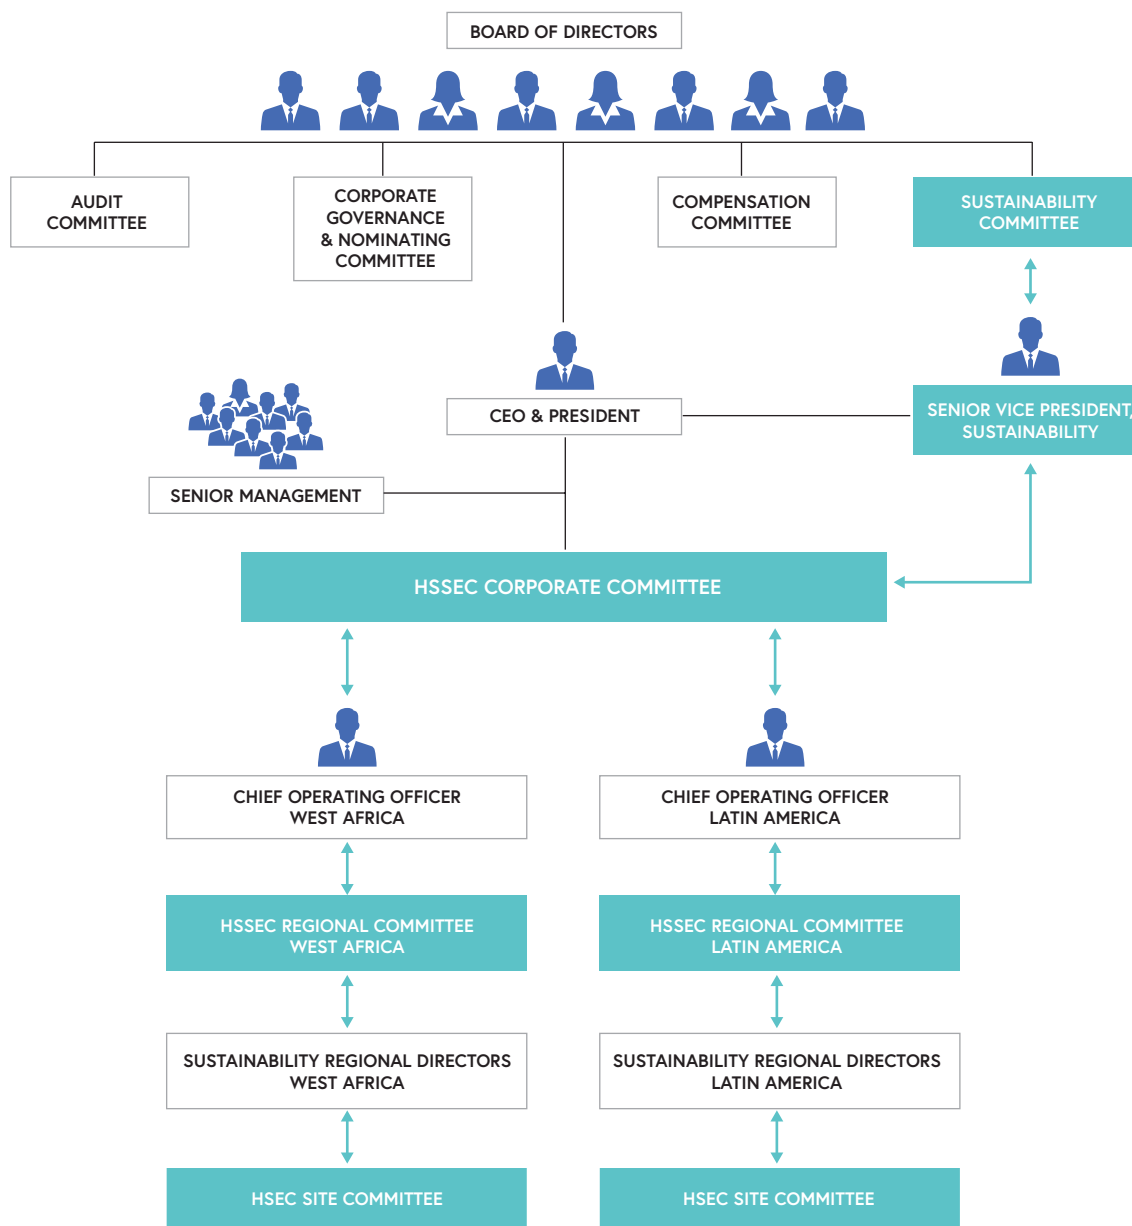 BOARD OF DIRECTORS
AUDIT
COMMITTEE
CORPORATE
GOVERNANCE
& NOMINATING
COMMITTEE
COMPENSATION
COMMITTEE
SUSTAINABILITY
COMMITTEE
CEO & PRESIDENT
SENIOR VICE PRESIDENT,
SUSTAINABILITY
SENIOR MANAGEMENT
HSSEC CORPORATE COMMITTEE
CHIEF OPERATING OFFICER
WEST AFRICA
CHIEF OPERATING OFFICER
LATIN AMERICA
HSSEC REGIONAL COMMITTEE
WEST AFRICA
HSSEC REGIONAL COMMITTEE
LATIN AMERICA
SUSTAINABILITY REGIONAL DIRECTORS
WEST AFRICA
SUSTAINABILITY REGIONAL DIRECTORS
LATIN AMERICA
HSEC SITE COMMITTEE
HSEC SITE COMMITTEE